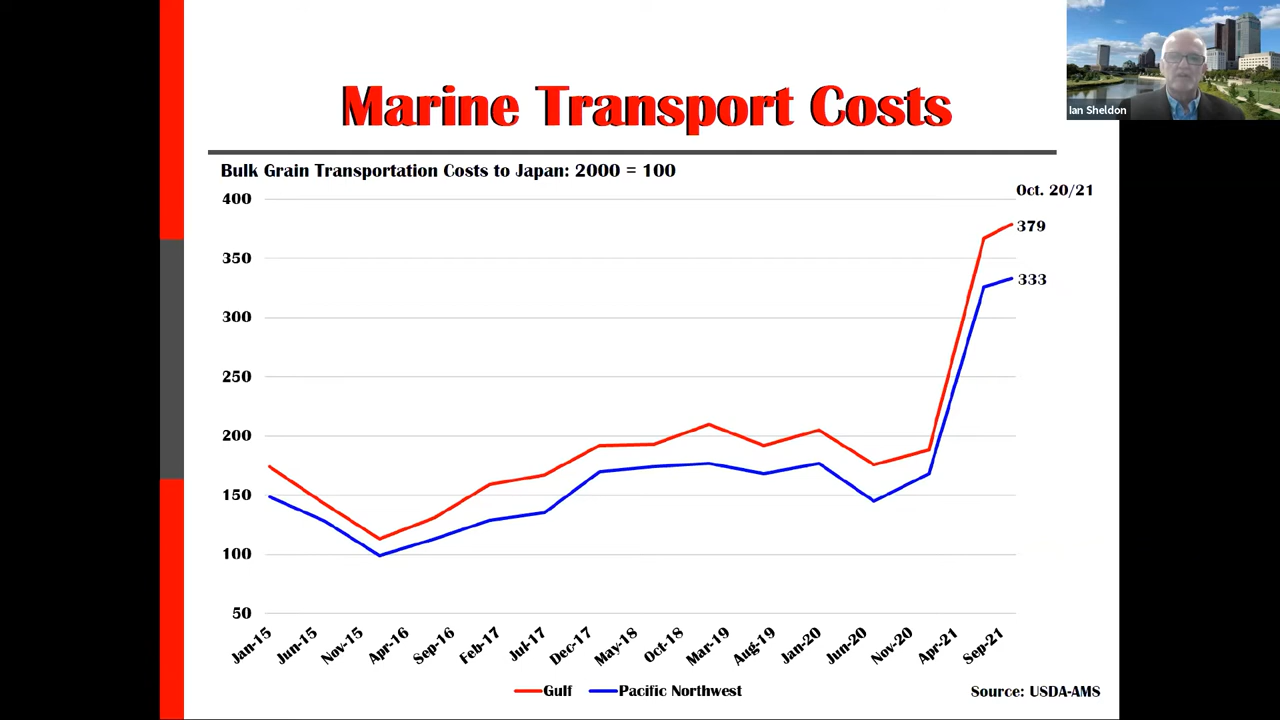 Ian Sheldon
Marine Transport Costs
Bulk Grain Transportation Costs to Japan: 2000 = 100
Oct. 20/21
400
379
350
333
300
250
200
150
100
50
Jan-15 Jun-15 Nov-15 Apr-16 Sep-16 Feb-17 Jul-17 Dec-17 May-18 Oct-18 Mar-19 Aug-19 Jan-20 Jun-20 Nov-20 Apr-21 Sep-21
Gulf Pacific Northwest
Source: USDA-AMS